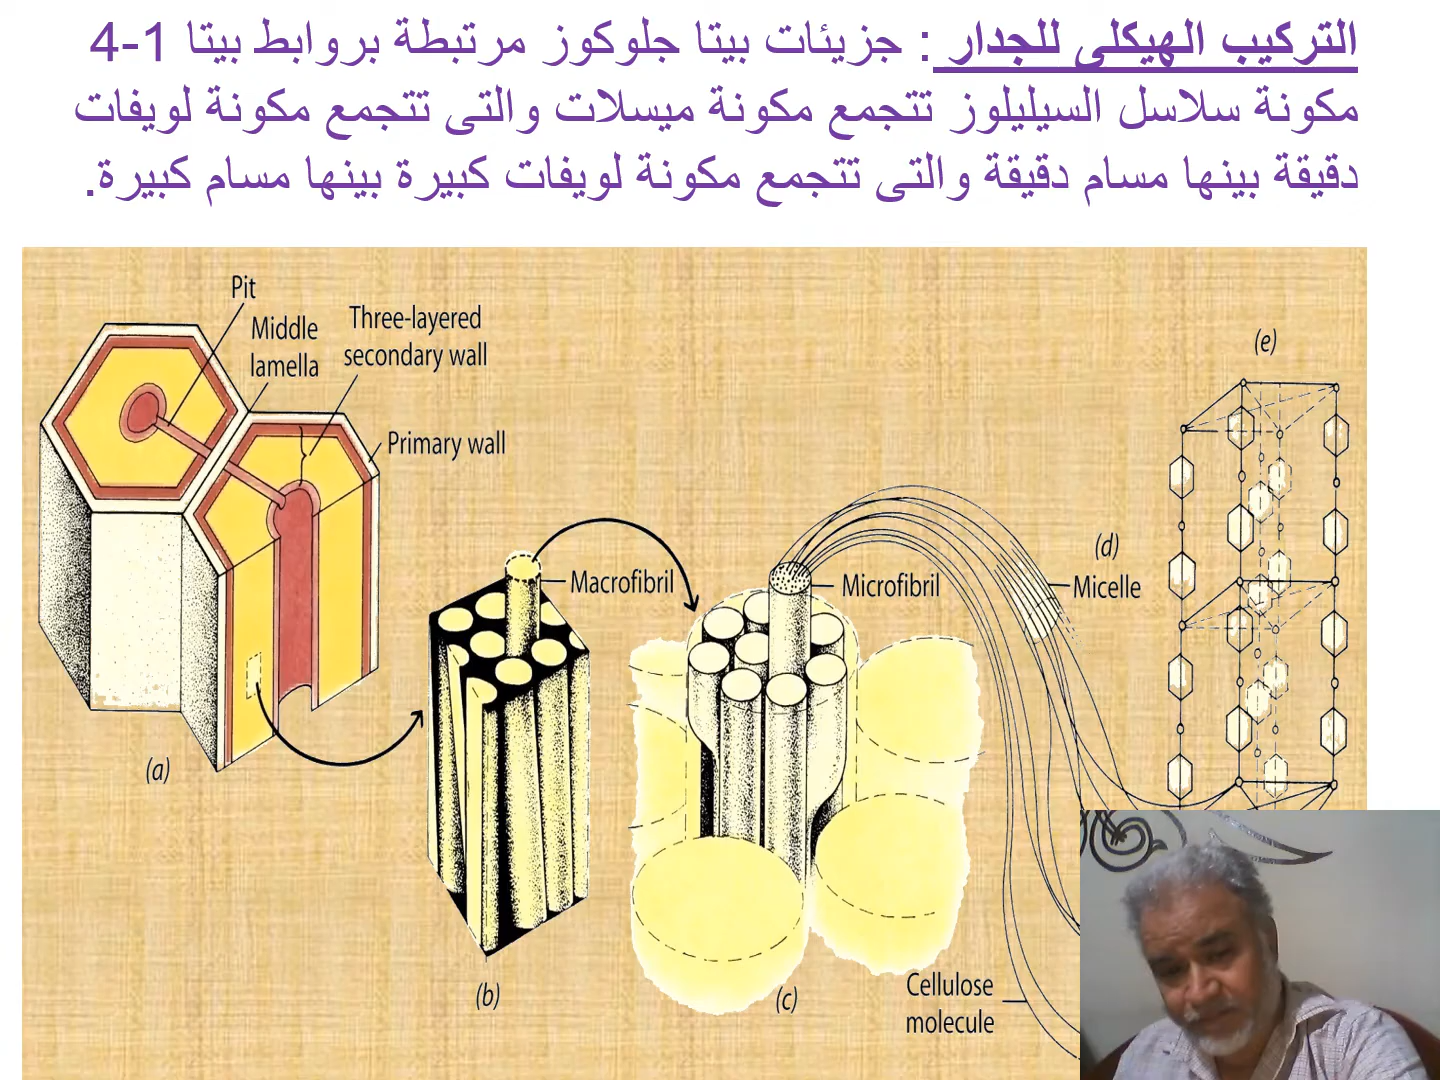 التركيب الهيكلى للجدار : جزيئات بيتا جلوكوز مرتبطة بروابط بيتا 1-4
مكونة سلاسل السيليلوز تتجمع مكونة ميسلات والتى تتجمع مكونة لويفات
دقيقة بينها مسام دقيقة والتى تتجمع مكونة لويفات كبيرة بينها مسام كبيرة.
Pit
Middle
lamella
Three-layered
secondary wall
Primary wall
(a)
Macrofibril
(b)
Microfibril
(c)
(d)
Micelle
(e)
Cellulose
molecule